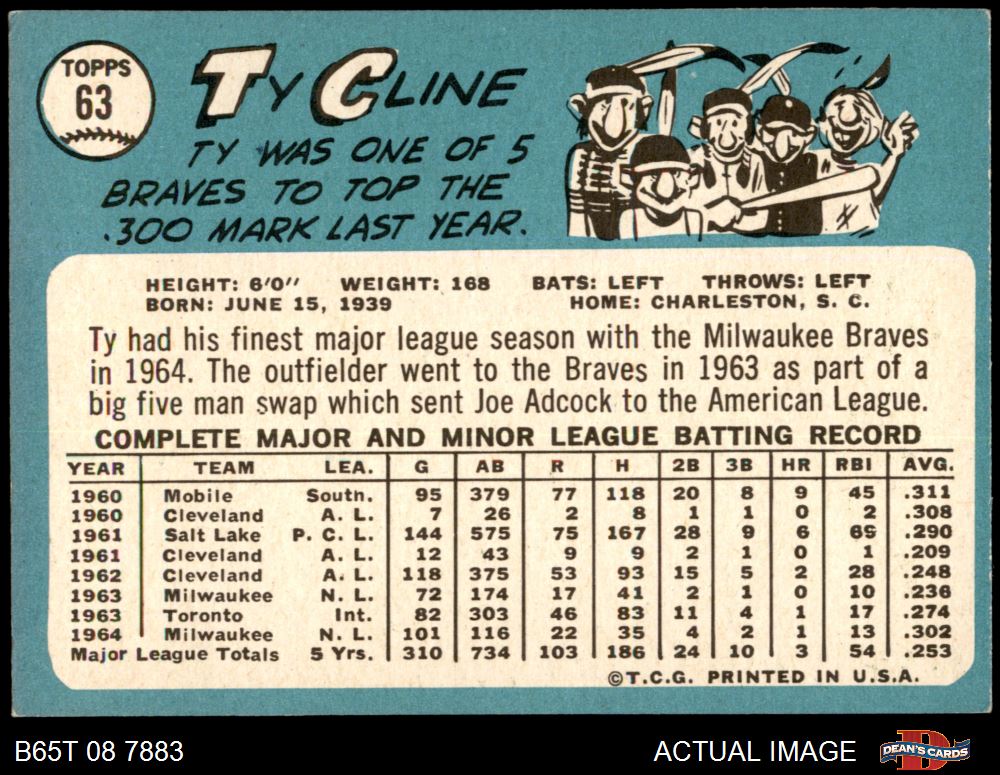 TOPPS
63
TY CLINE
TY WAS ONE OF 5
BRAVES TO TOP THE
.300 MARK LAST YEAR.
HEIGHT: 6'0" WEIGHT: 168 BATS: LEFT THROWS: LEFT
BORN: JUNE 15, 1939 HOME: CHARLESTON, S. C.
Ty had his finest major league season with the Milwaukee Braves
in 1964. The outfielder went to the Braves in 1963 as part of a
big five man swap which sent Joe Adcock to the American League.
COMPLETE MAJOR AND MINOR LEAGUE BATTING RECORD
YEAR TEAM LEA. G AB R H 2B 3B HR RBI AVG.
1960 Mobile South. 95 379 77 118 20 8 9 45 .311
1960 Cleveland A. L. 7 26 2 8 1 1 0 2 .308
1961 Salt Lake P. C. L. 144 575 75 167 28 9 6 69 .290
1961 Cleveland A. L. 12 43 9 9 2 1 0 1 .209
1962 Cleveland A. L. 118 375 53 93 15 5 2 28 .248
1963 Milwaukee N. L. 72 174 17 41 2 1 0 10 .236
1963 Toronto Int. 82 303 46 83 11 4 1 17 .274
1964 Milwaukee N. L. 101 116 22 35 4 2 1 13 .302
Major League Totals 5 Yrs. 310 734 103 186 24 10 3 54 .253
©T.C.G. PRINTED IN U.S.A.
B65T 08 7883 ACTUAL IMAGE DEAN'S CARDS